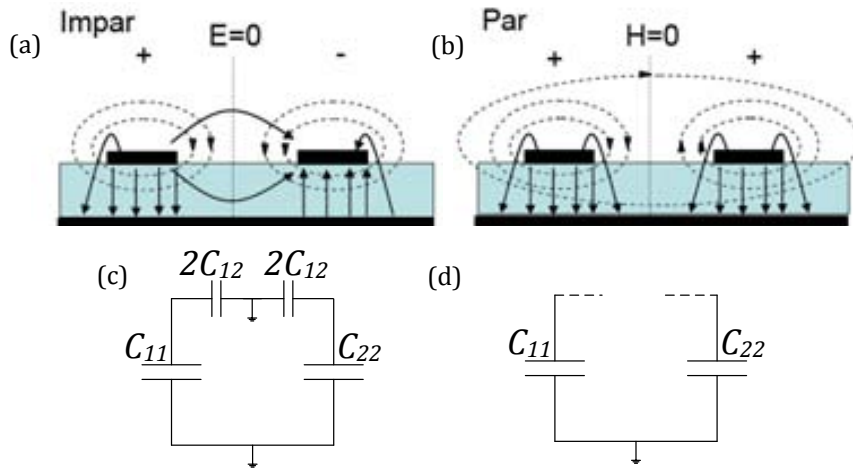 (a)
Impar
E=0
+
-
(b)
Par
H=0
+
+
(c)
2C12
2C12
C11
C22
(d)
C11
C22